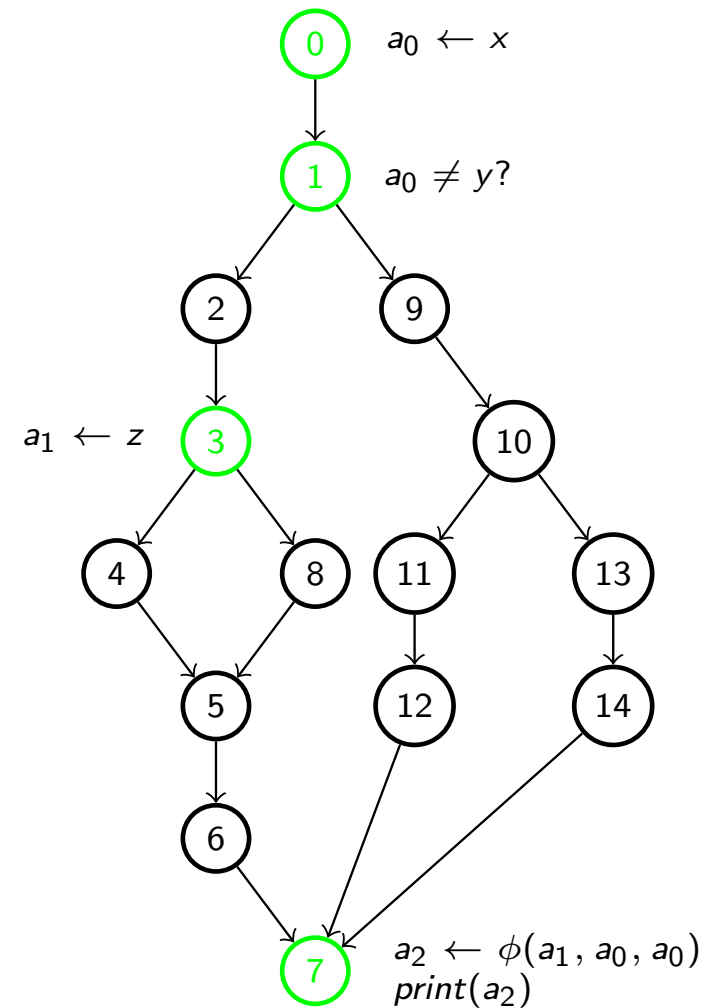 0 a₀ ← x
1 a₀ ≠ y?
2 9
a₁ ← z 3 10
4 8 11 13
5 12 14
6
7 a₂ ← ϕ(a₁, a₀, a₀)
print(a₂)